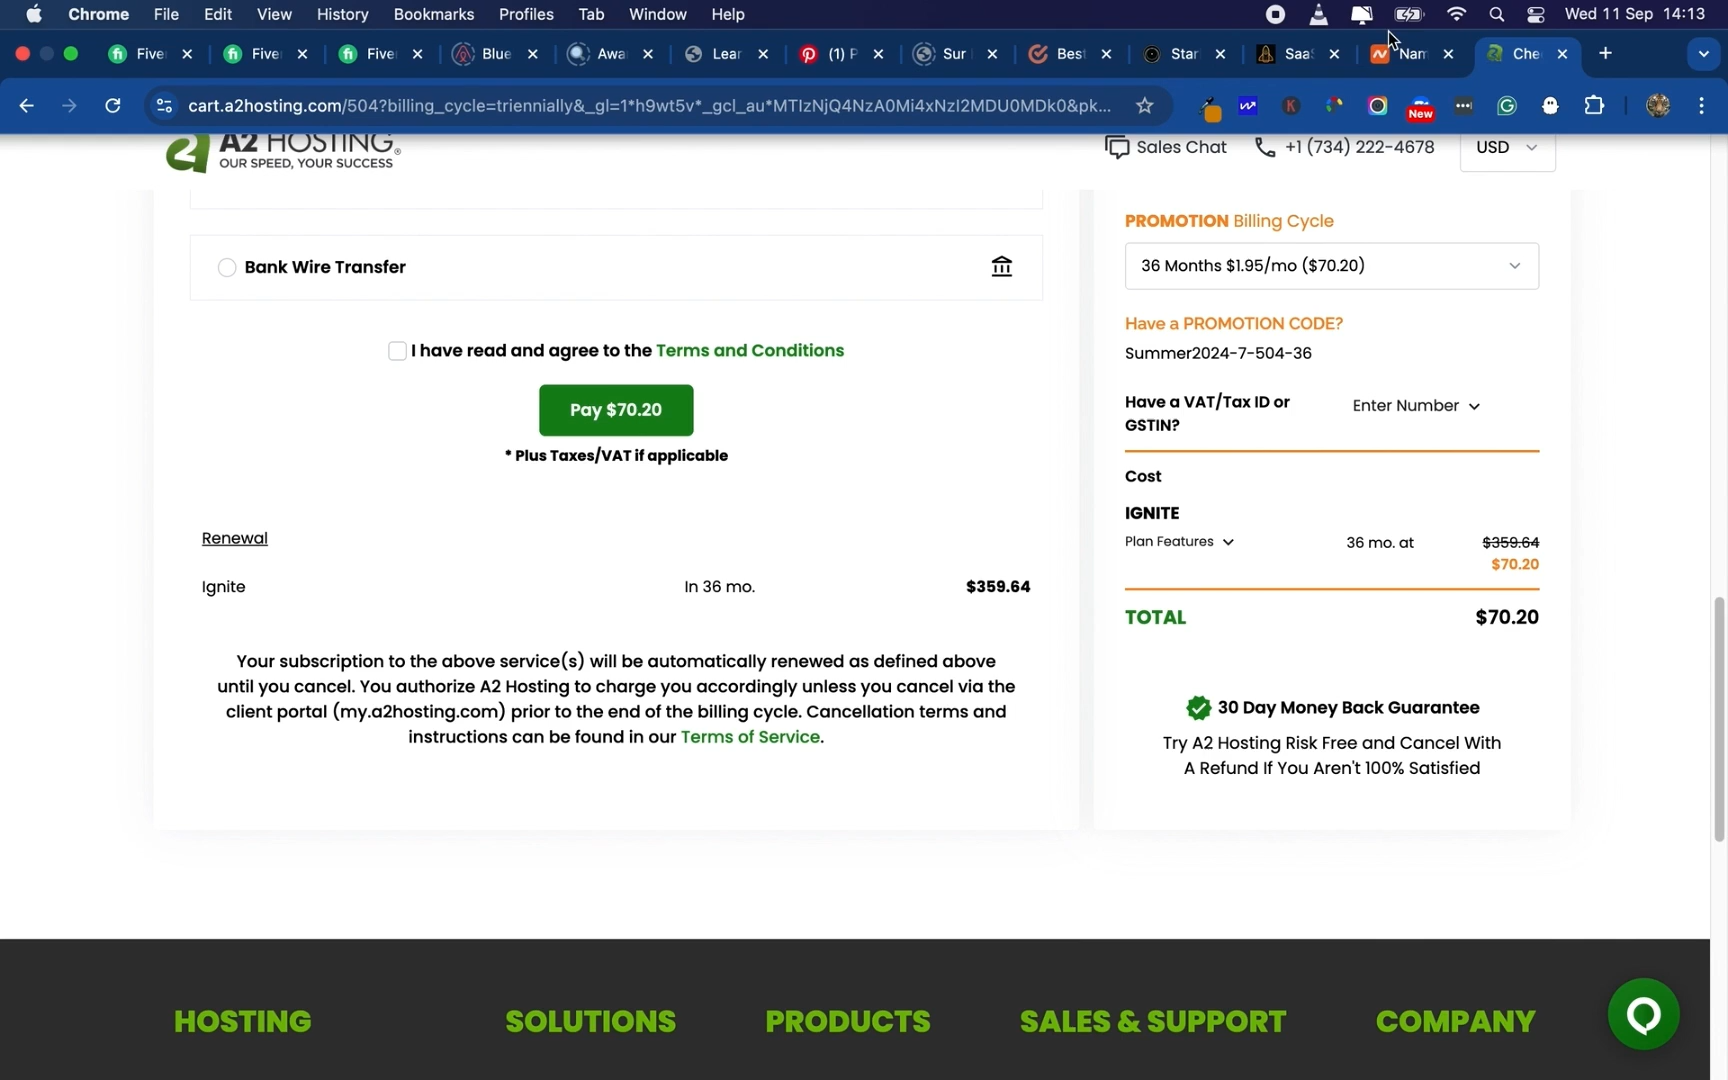 Chrome File Edit View History Bookmarks Profiles Tab Window Help Wed 11 Sep 14:13
Five Five Five Blue Awa Lear (1) P Sur Best Star SaaS Nam Che
cart.a2hosting.com/504?billing_cycle=triennially&_gl=1*h9wt5v*_gcl_au*MTIzNjQ4NzA0Mi4xNzI2MDU0MDk0&pk...
New
A2 HOSTING®
OUR SPEED, YOUR SUCCESS
Sales Chat +1 (734) 222-4678 USD
Bank Wire Transfer
I have read and agree to the Terms and Conditions
Pay $70.20
* Plus Taxes/VAT if applicable
Renewal
Ignite In 36 mo. $359.64
Your subscription to the above service(s) will be automatically renewed as defined above
until you cancel. You authorize A2 Hosting to charge you accordingly unless you cancel via the
client portal (my.a2hosting.com) prior to the end of the billing cycle. Cancellation terms and
instructions can be found in our Terms of Service.
PROMOTION Billing Cycle
36 Months $1.95/mo ($70.20)
Have a PROMOTION CODE?
Summer2024-7-504-36
Have a VAT/Tax ID or
GSTIN?
Enter Number
Cost
IGNITE
Plan Features 36 mo. at $359.64
$70.20
TOTAL $70.20
30 Day Money Back Guarantee
Try A2 Hosting Risk Free and Cancel With
A Refund If You Aren't 100% Satisfied
HOSTING SOLUTIONS PRODUCTS SALES & SUPPORT COMPANY